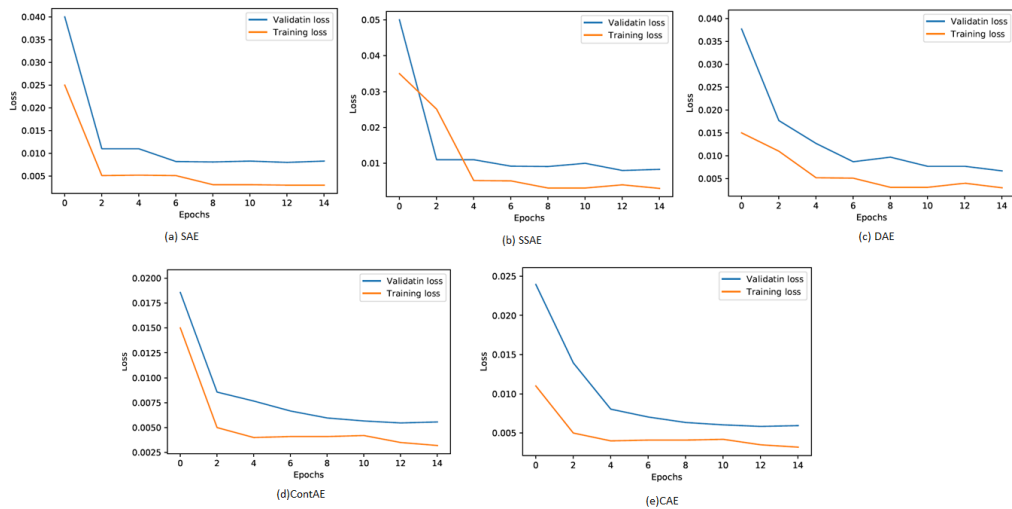 0.040
0.035
0.030
0.025
0.020
0.015
0.010
0.005
Loss
Validatin loss
Training loss
0 2 4 6 8 10 12 14
Epochs
(a) SAE
0.05
0.04
0.03
0.02
0.01
Loss
Validatin loss
Training loss
0 2 4 6 8 10 12 14
Epochs
(b) SSAE
0.040
0.035
0.030
0.025
0.020
0.015
0.010
0.005
Loss
Validatin loss
Training loss
0 2 4 6 8 10 12 14
Epochs
(c) DAE
0.0200
0.0175
0.0150
0.0125
0.0100
0.0075
0.0050
0.0025
Loss
Validatin loss
Training loss
0 2 4 6 8 10 12 14
Epochs
(d)ContAE
0.025
0.020
0.015
0.010
0.005
Loss
Validatin loss
Training loss
0 2 4 6 8 10 12 14
Epochs
(e)CAE